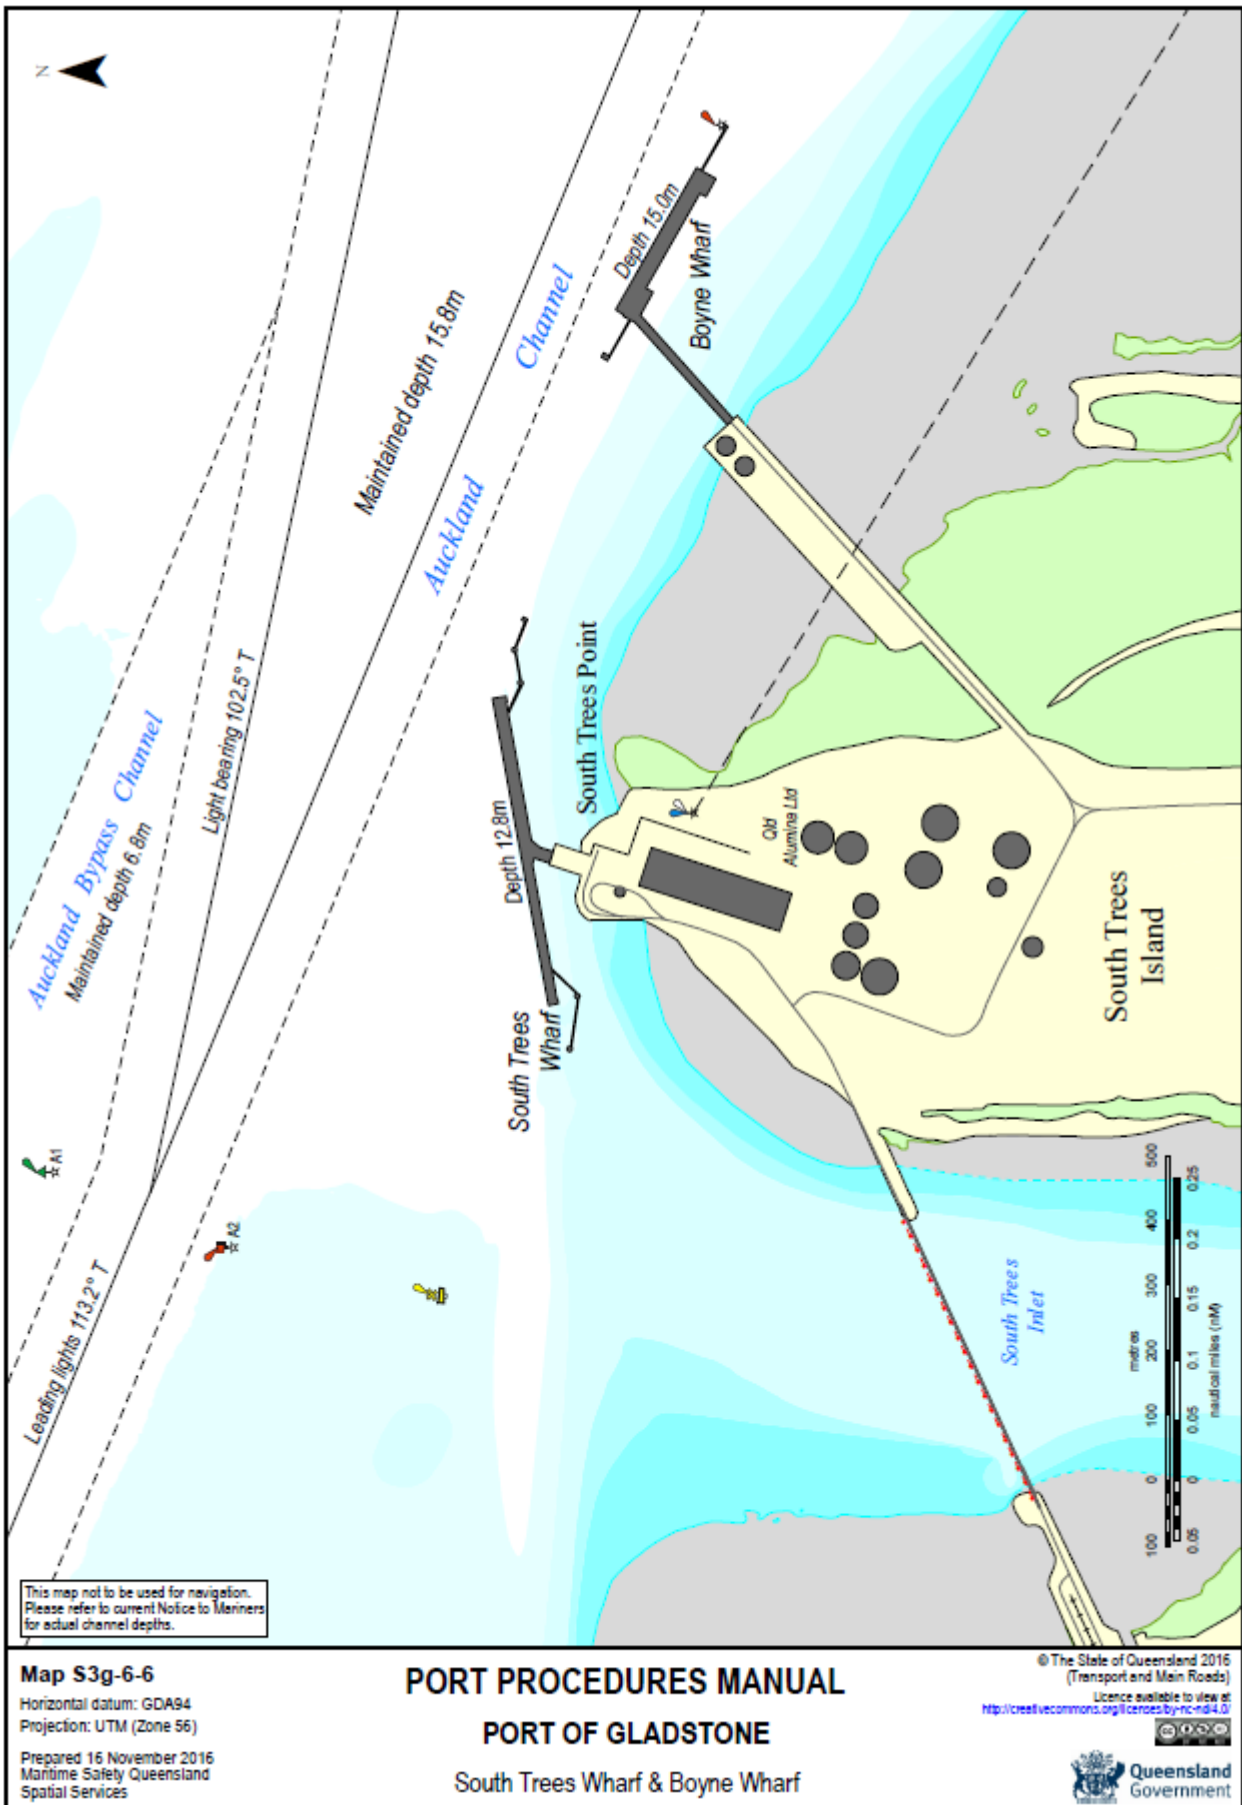 N
Auckland Bypass Channel
Maintained depth 6.8m
Light bearing 102.5° T
Maintained depth 15.8m
Auckland Channel
Leading lights 113.2° T
A1
A2
Depth 15.0m
Boyne Wharf
Depth 12.8m
South Trees
Wharf
South Trees Point
Qld
Alumina Ltd
South Trees
Island
South Trees
Inlet
metres
100 0 100 200 300 400 500
0.05 0 0.05 0.1 0.15 0.2 0.25
nautical miles (nM)
This map not to be used for navigation.
Please refer to current Notice to Mariners
for actual channel depths.
Map S3g-6-6
Horizontal datum: GDA94
Projection: UTM (Zone 56)
Prepared 16 November 2016
Maritime Safety Queensland
Spatial Services
PORT PROCEDURES MANUAL
PORT OF GLADSTONE
South Trees Wharf & Boyne Wharf
© The State of Queensland 2016
(Transport and Main Roads)
Licence available to view at
http://creativecommons.org/licenses/by-nc-nd/4.0/
Queensland
Government